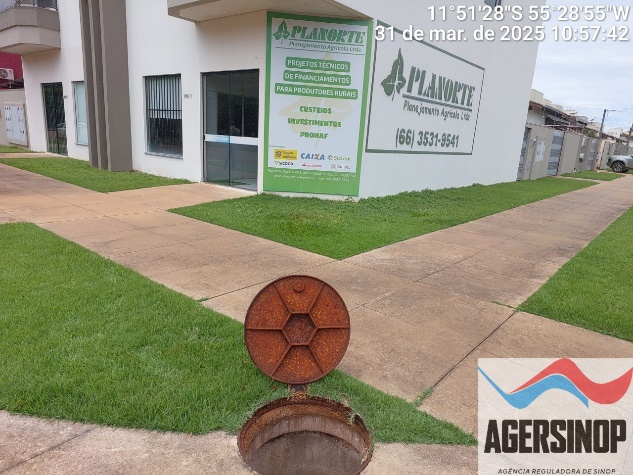 11°51'28"S 55°28'55"W
31 de mar. de 2025 10:57:42
PLANORTE
Planejamento Agrícola Ltda
PROJETOS TÉCNICOS
DE FINANCIAMENTOS
PARA PRODUTORES RURAIS
CUSTEIOS
INVESTIMENTOS
PRONAF
CAIXA
PLANORTE
Planejamento Agrícola Ltda
(66) 3531-9541
AGERSINOP
AGÊNCIA REGULADORA DE SINOP